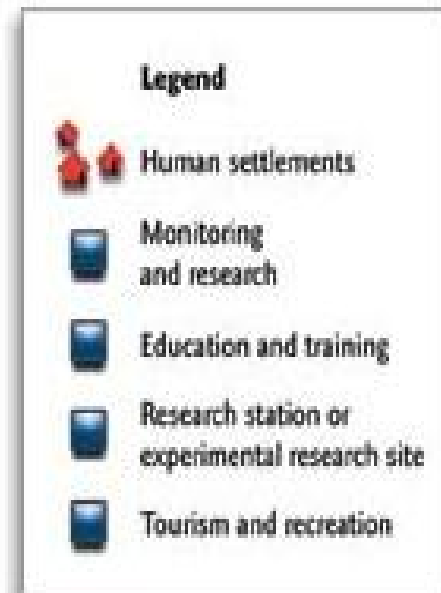 Legend
Human settlements
Monitoring
and research
Education and training
Research station or
experimental research site
Tourism and recreation